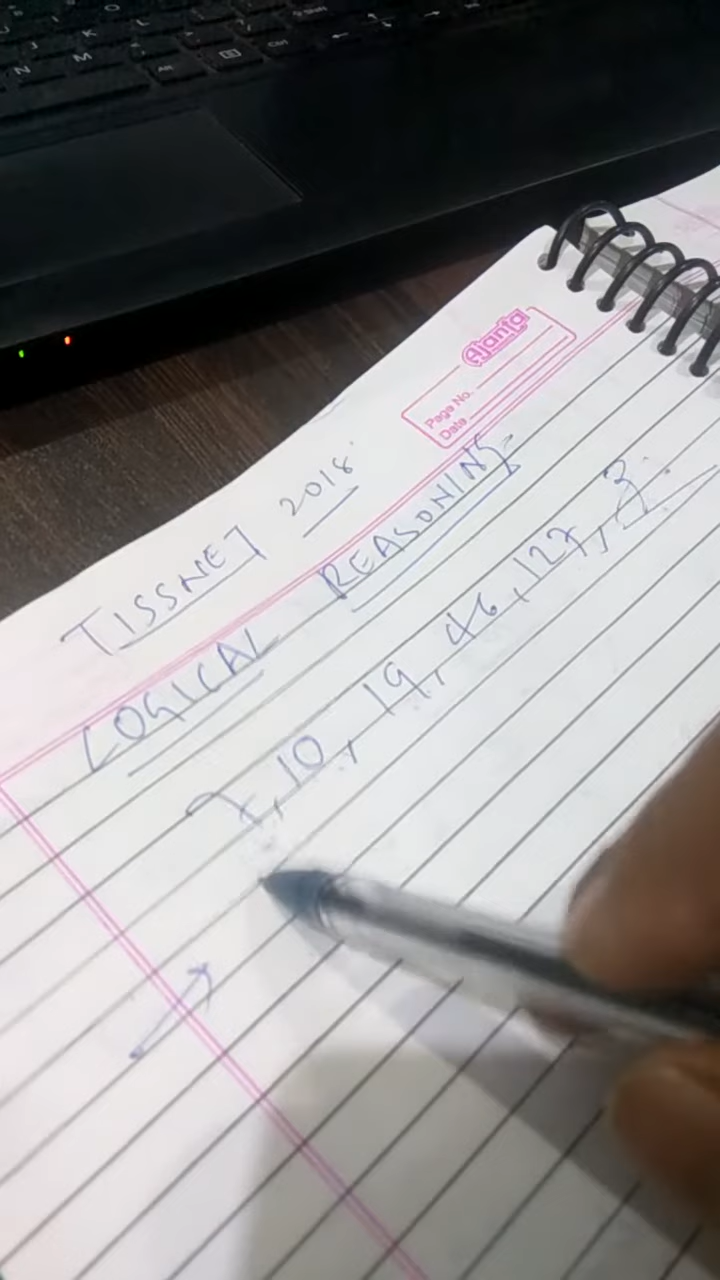 Ajanta
Page No.
Date
TISSNET 2018
LOGICAL REASONING
7, 10, 19, 46, 127, ?